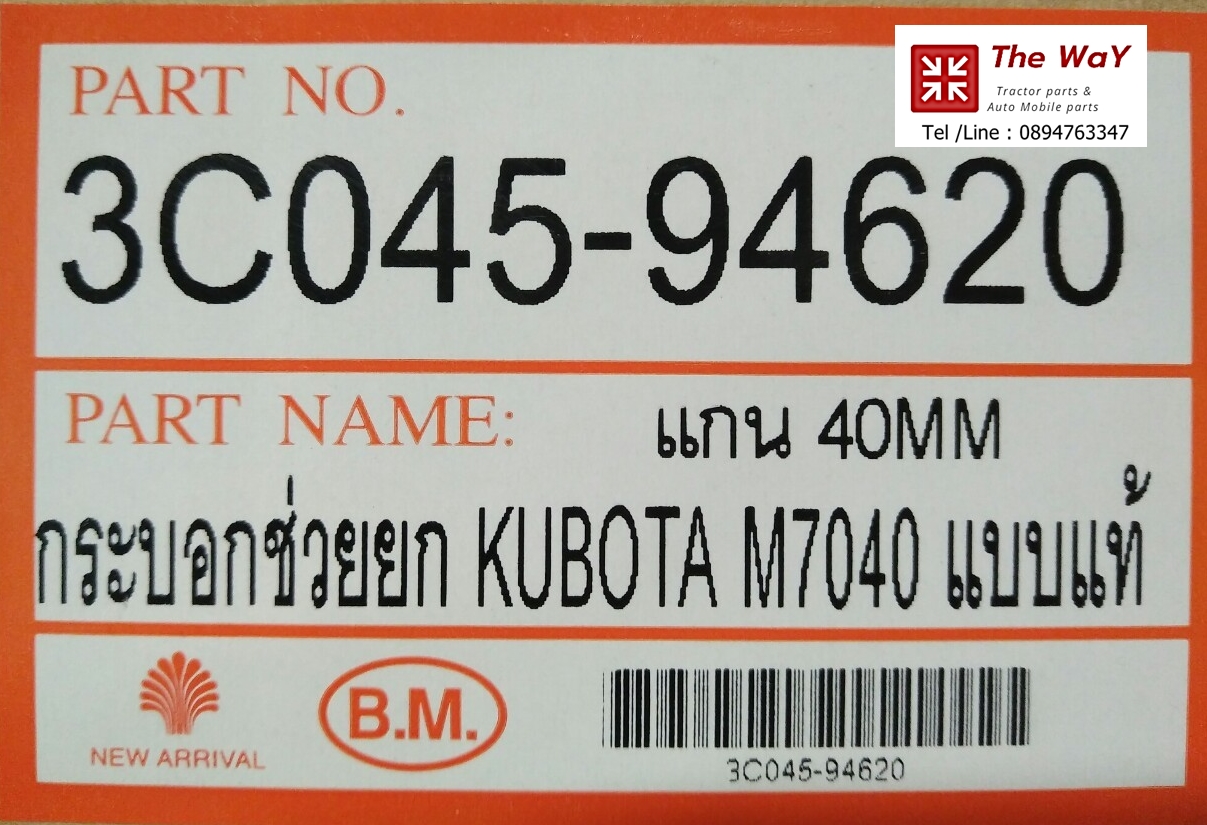 The WaY
Tractor parts &
Auto Mobile parts
Tel /Line : 0894763347
PART NO.
3C045-94620
PART NAME: แกน 40MM
กระบอกช่วยยก KUBOTA M7040 แบบแท้
NEW ARRIVAL
B.M.
3C045-94620